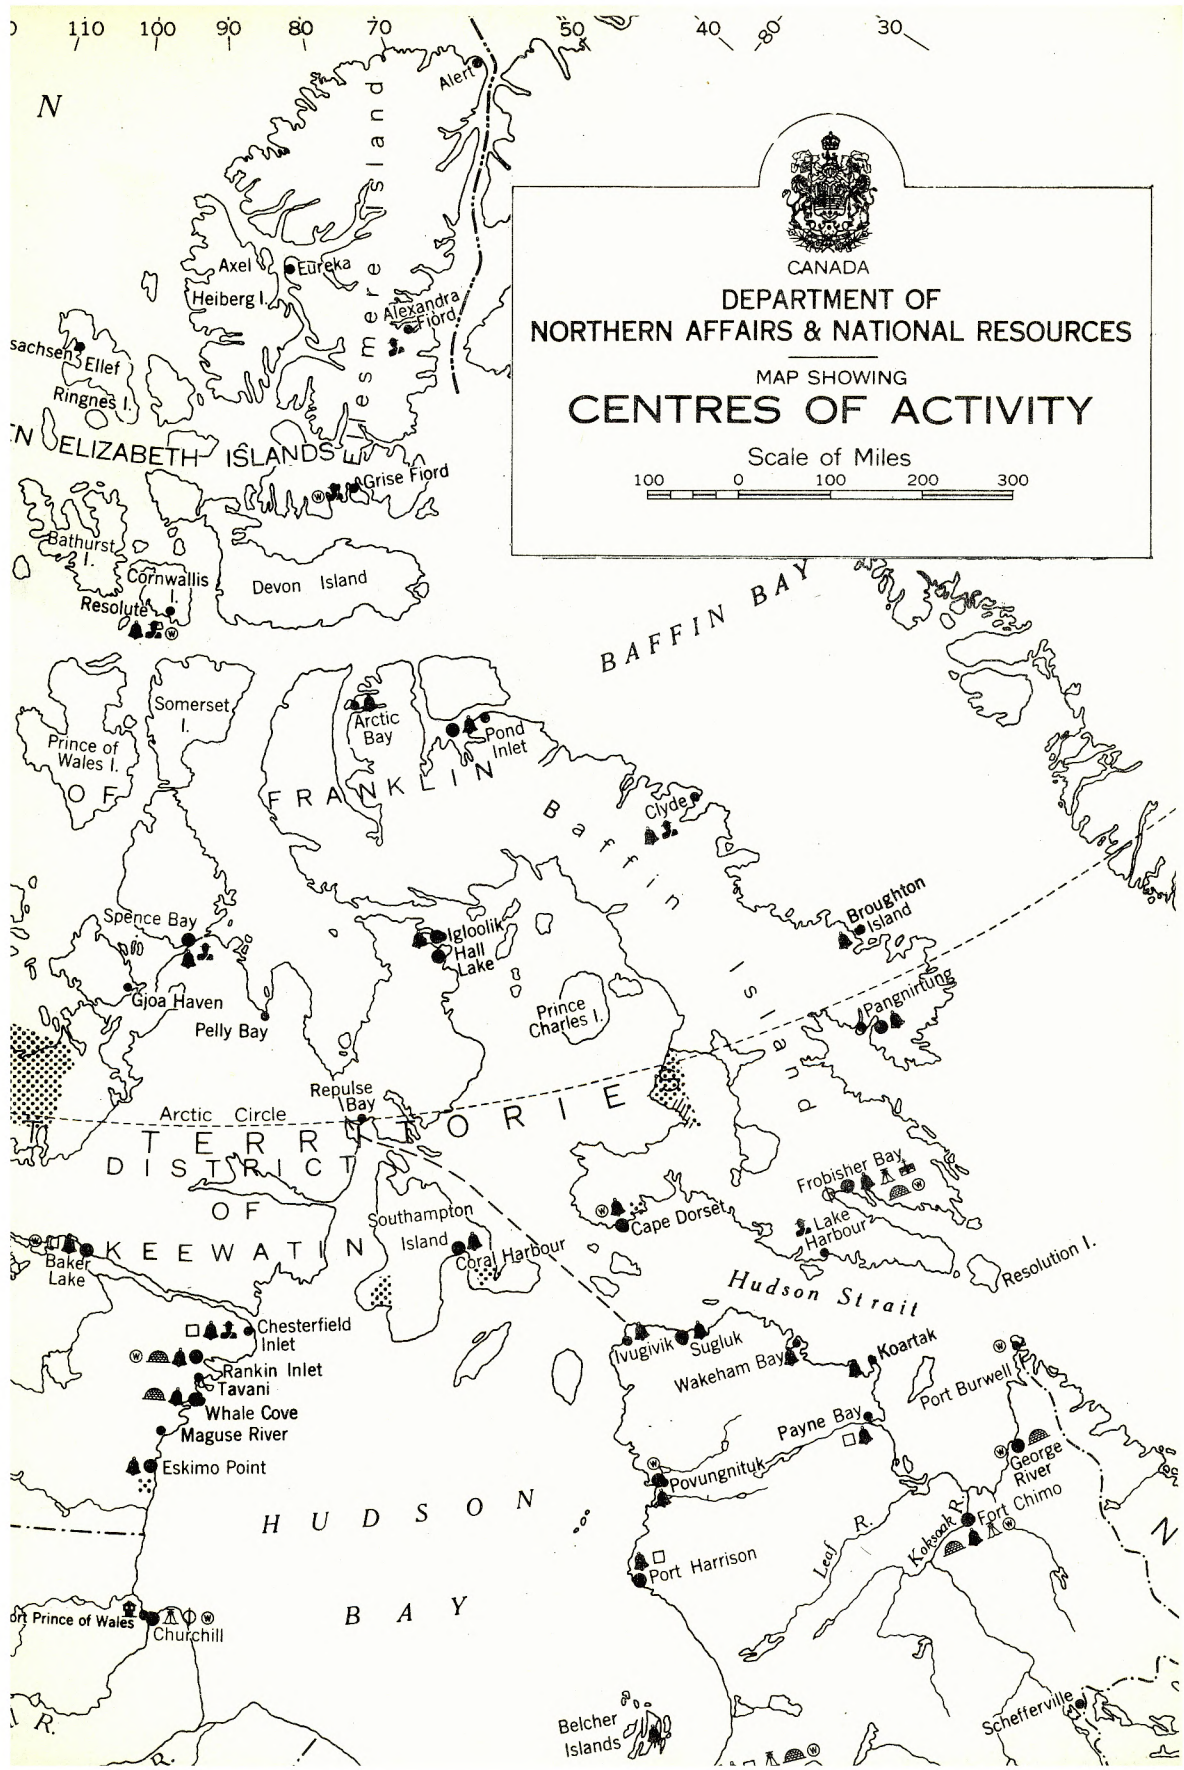 110 100 90 80 70 50 40 80 30
N
Alert
Ellesmere Island
Axel
Heiberg I.
Eureka
Alexandra
Fiord
sachsen
Ellef
Ringnes I.
EN ELIZABETH ISLANDS
Grise Fiord
CANADA
DEPARTMENT OF
NORTHERN AFFAIRS & NATIONAL RESOURCES
MAP SHOWING
CENTRES OF ACTIVITY
Scale of Miles
100 0 100 200 300
Bathurst
I.
Cornwallis
I.
Resolute
Devon Island
BAFFIN BAY
Somerset
I.
Prince of
Wales I.
OF
Arctic
Bay
Pond
Inlet
FRANKLIN
Baffin Island
Clyde
Broughton
Island
Spence Bay
Igloolik
Hall
Lake
Gjoa Haven
Pelly Bay
Prince
Charles I.
Pangnirtung
Repulse
Bay
Arctic Circle
TERRITORIE
DISTRICT
OF
KEEWATIN
Southampton
Island
Coral Harbour
Cape Dorset
Frobisher Bay
Lake
Harbour
Resolution I.
Baker
Lake
Hudson Strait
Chesterfield
Inlet
Rankin Inlet
Tavani
Whale Cove
Maguse River
Eskimo Point
Ivugivik
Sugluk
Wakeham Bay
Koartak
Port Burwell
Payne Bay
Povungnituk
George
River
Fort Chimo
Koksoak R.
Leaf R.
Port Harrison
HUDSON
BAY
N
ort Prince of Wales
Churchill
R.
R.
Belcher
Islands
Schefferville